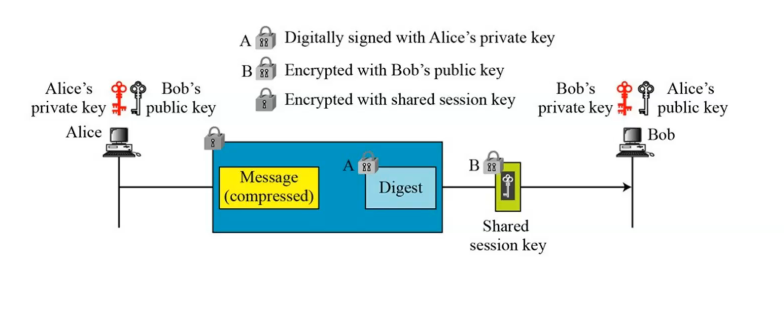 A Digitally signed with Alice's private key
B Encrypted with Bob's public key
Encrypted with shared session key
Alice's
private key
Bob's
public key
Alice
Bob's
private key
Alice's
public key
Bob
A
Message
(compressed)
Digest
B
Shared
session key